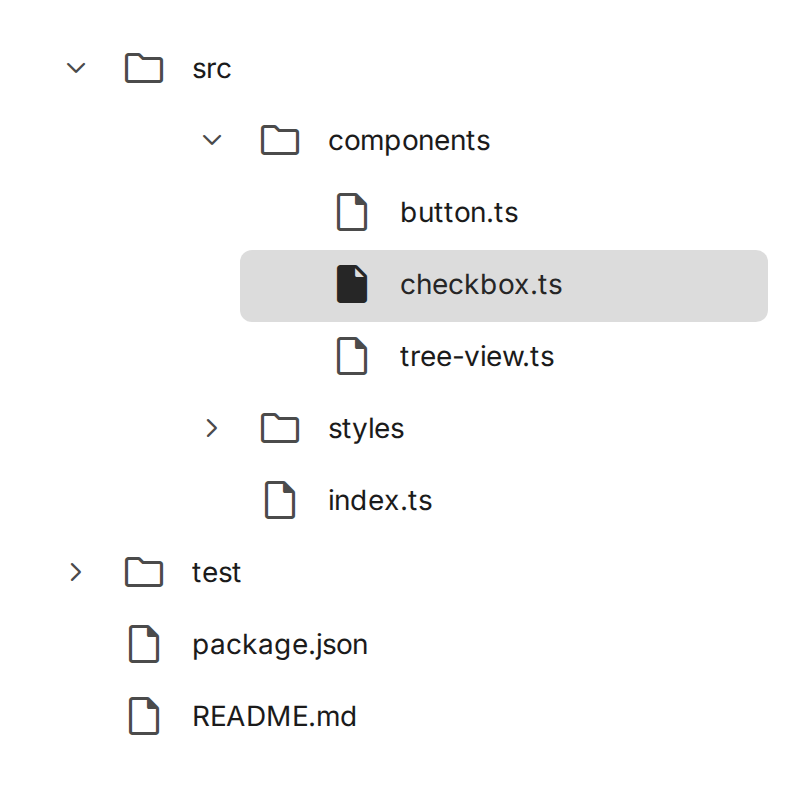 src
components
button.ts
checkbox.ts
tree-view.ts
styles
index.ts
test
package.json
README.md